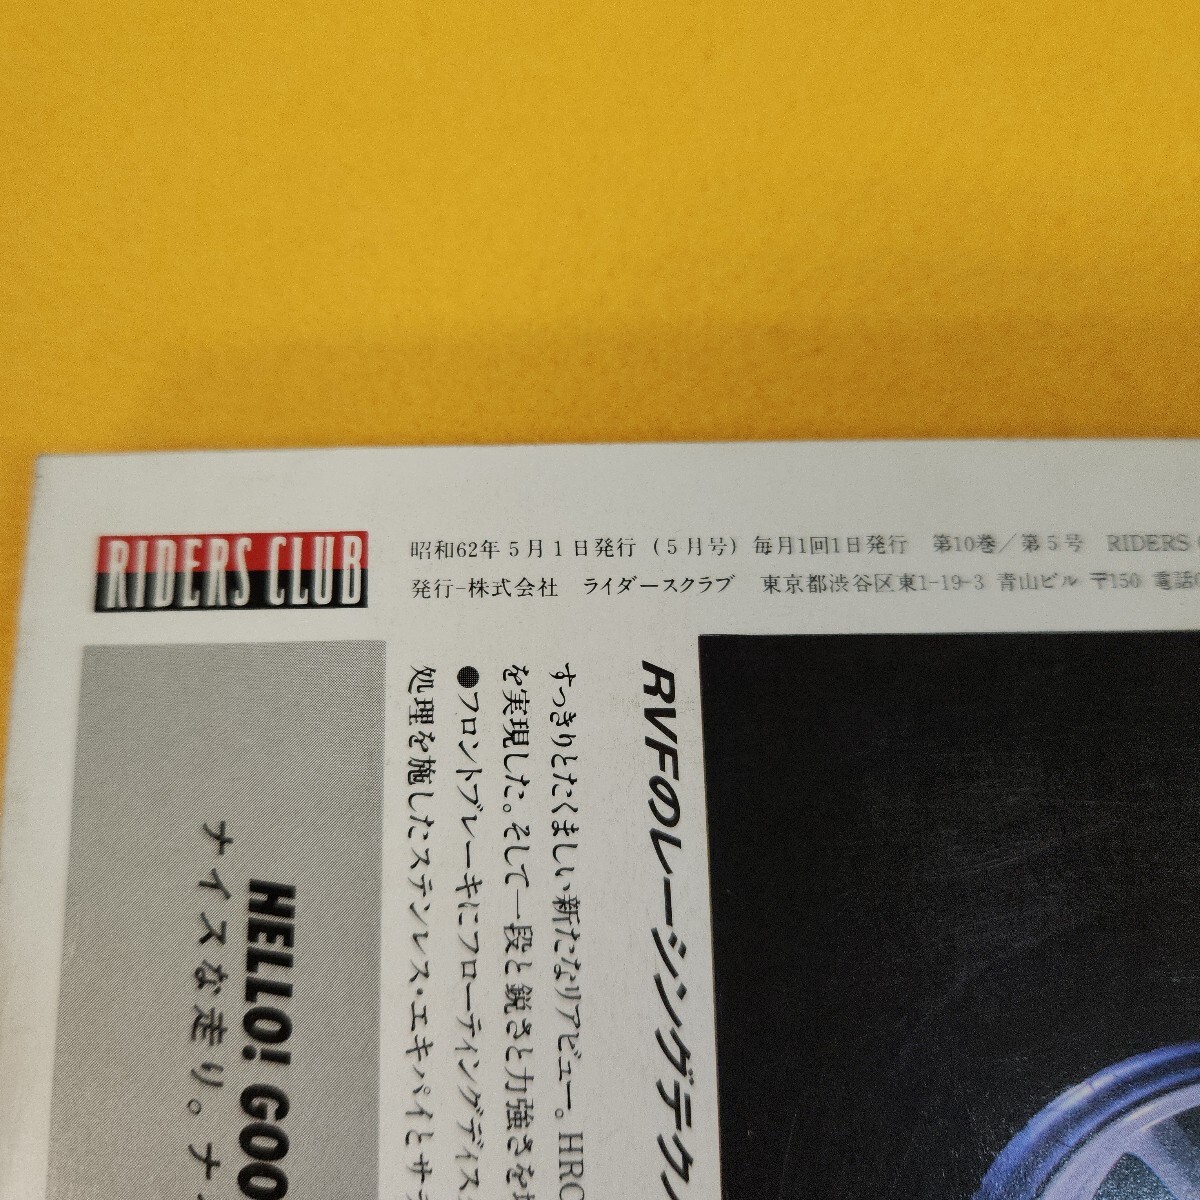 RIDERS CLUB
昭和62年5月1日発行（5月号）毎月1回1日発行　第10巻／第5号　RIDERS
発行-株式会社　ライダースクラブ　東京都渋谷区東1-19-3 青山ビル 〒150 電話
RVFのレーシングテク
すっきりとたくましい新たなリアビュー。HRC
を実現した。そして一段と鋭さと力強さを
●フロントブレーキにフローティングディス
処理を施したステンレス・エキパイとサ
HELLO! GOO
ナイスな走り。ナ